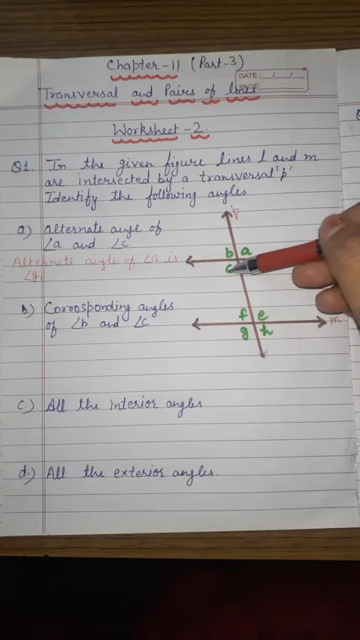 Chapter-11 (Part-3)
DATE: / /
Transversal and Pairs of lines
Worksheet-2
Q1. In the given figure lines l and m
are intersected by a transversal 'p'
Identify the following angles
a) alternate angle of
∠a and ∠c
Alternate angle of ∠a is
∠g,
b.) Coroosponding angles
of ∠b and ∠c
c.) All the interior angles
d.) All the exterior angles.
p
b a
c
f e
m
g h